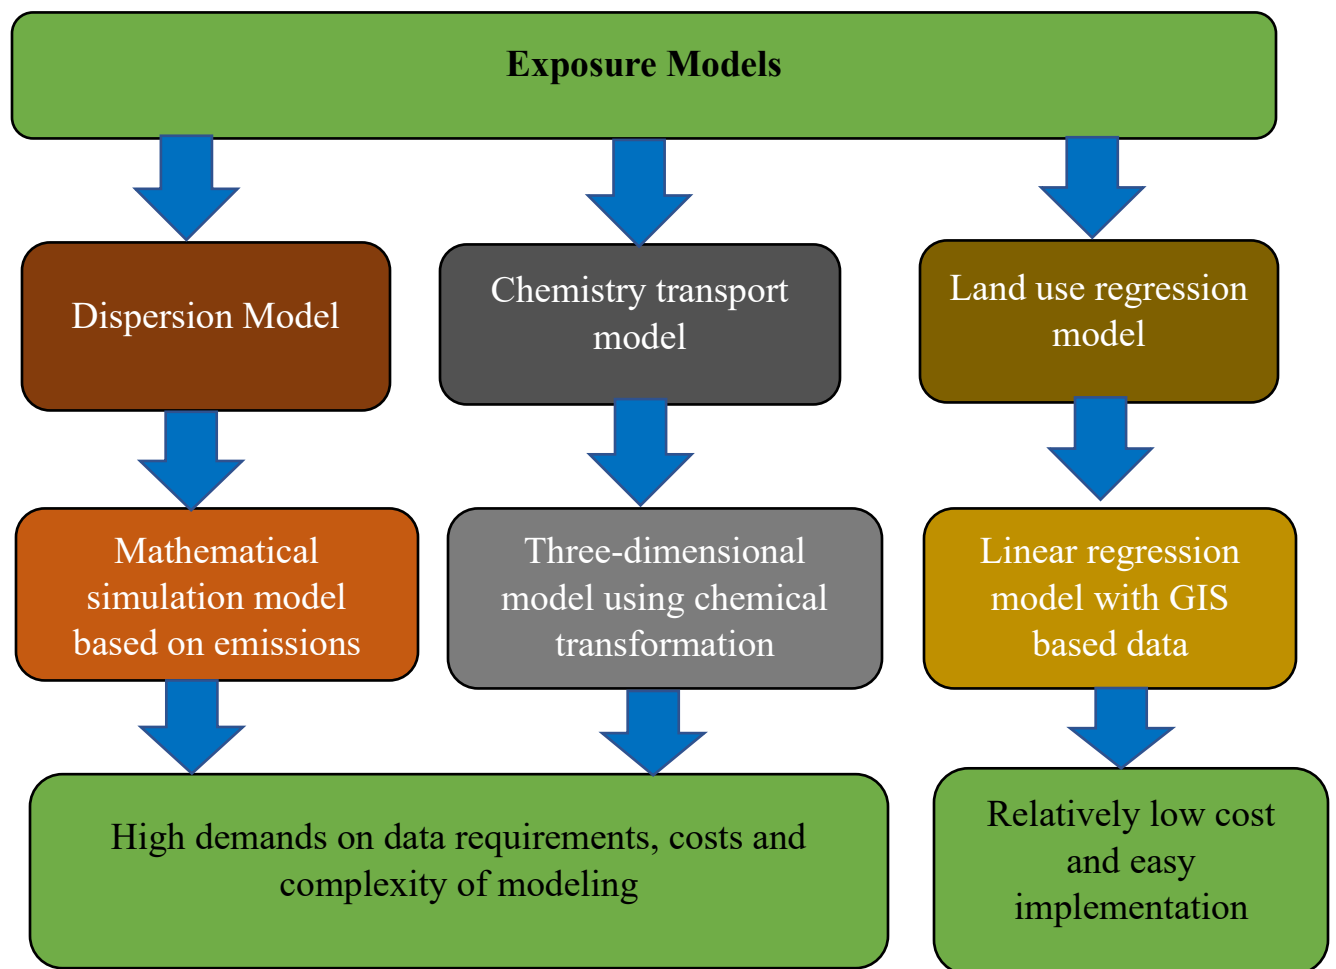 Exposure Models
Dispersion Model
Chemistry transport
model
Land use regression
model
Mathematical
simulation model
based on emissions
Three-dimensional
model using chemical
transformation
Linear regression
model with GIS
based data
High demands on data requirements, costs and
complexity of modeling
Relatively low cost
and easy
implementation